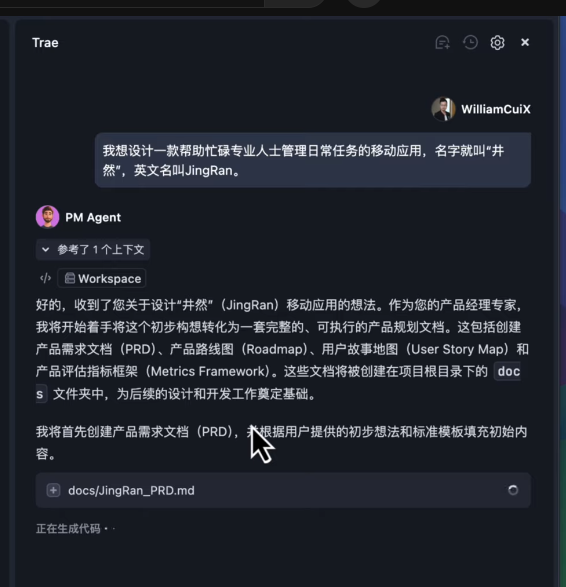 Trae
WilliamCuiX
我想设计一款帮助忙碌专业人士管理日常任务的移动应用，名字就叫“井
然”，英文名叫JingRan。
PM Agent
参考了 1 个上下文
Workspace
好的，收到了您关于设计“井然”（JingRan）移动应用的想法。作为您的产品经理专家，
我将开始着手将这个初步构想转化为一套完整的、可执行的产品规划文档。这包括创建
产品需求文档（PRD）、产品路线图（Roadmap）、用户故事地图（User Story Map）和
产品评估指标框架（Metrics Framework）。这些文档将被创建在项目根目录下的 doc
s 文件夹中，为后续的设计和开发工作奠定基础。
我将首先创建产品需求文档（PRD），并根据用户提供的初步想法和标准模板填充初始内
容。
docs/JingRan_PRD.md
正在生成代码··